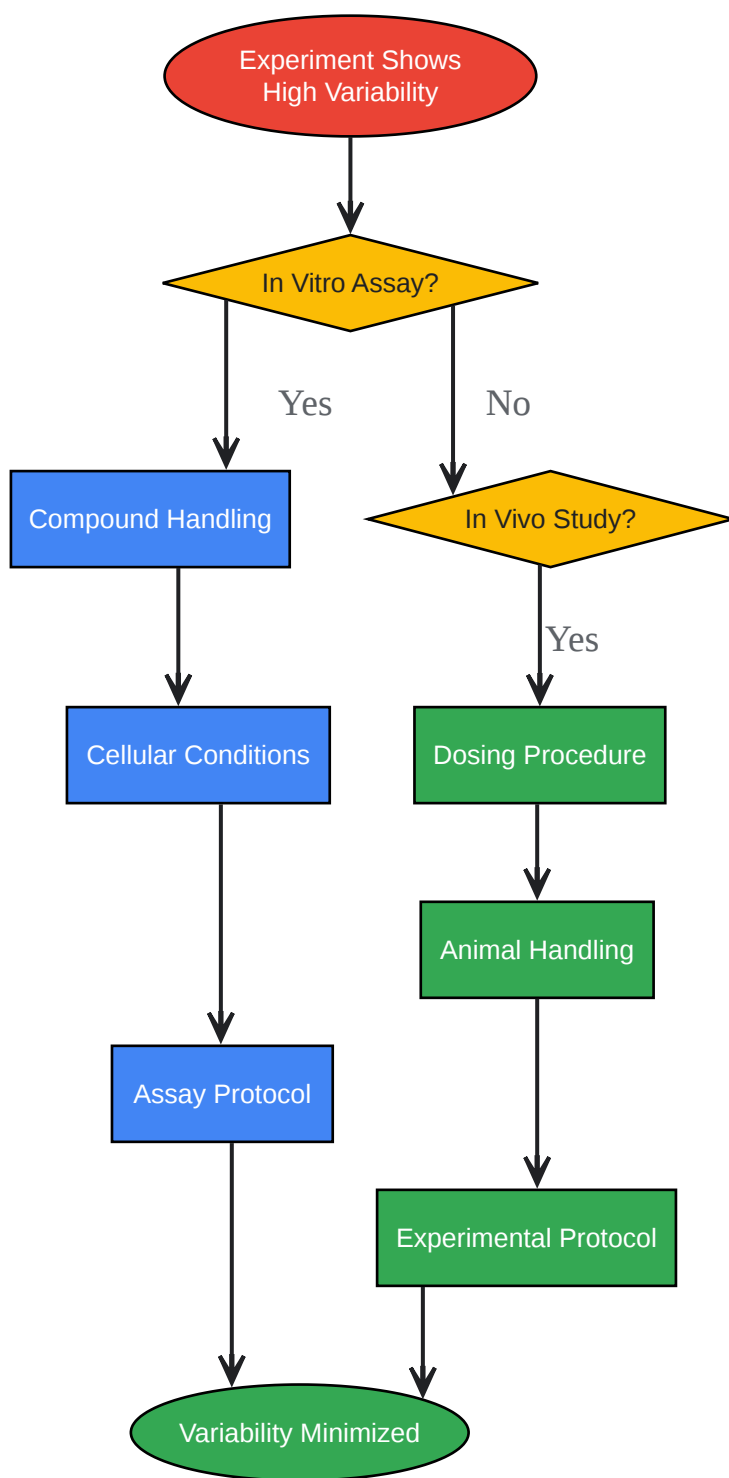 Experiment Shows
High Variability
In Vitro Assay?
Yes
No
Compound Handling
In Vivo Study?
Yes
Cellular Conditions
Dosing Procedure
Animal Handling
Assay Protocol
Experimental Protocol
Variability Minimized